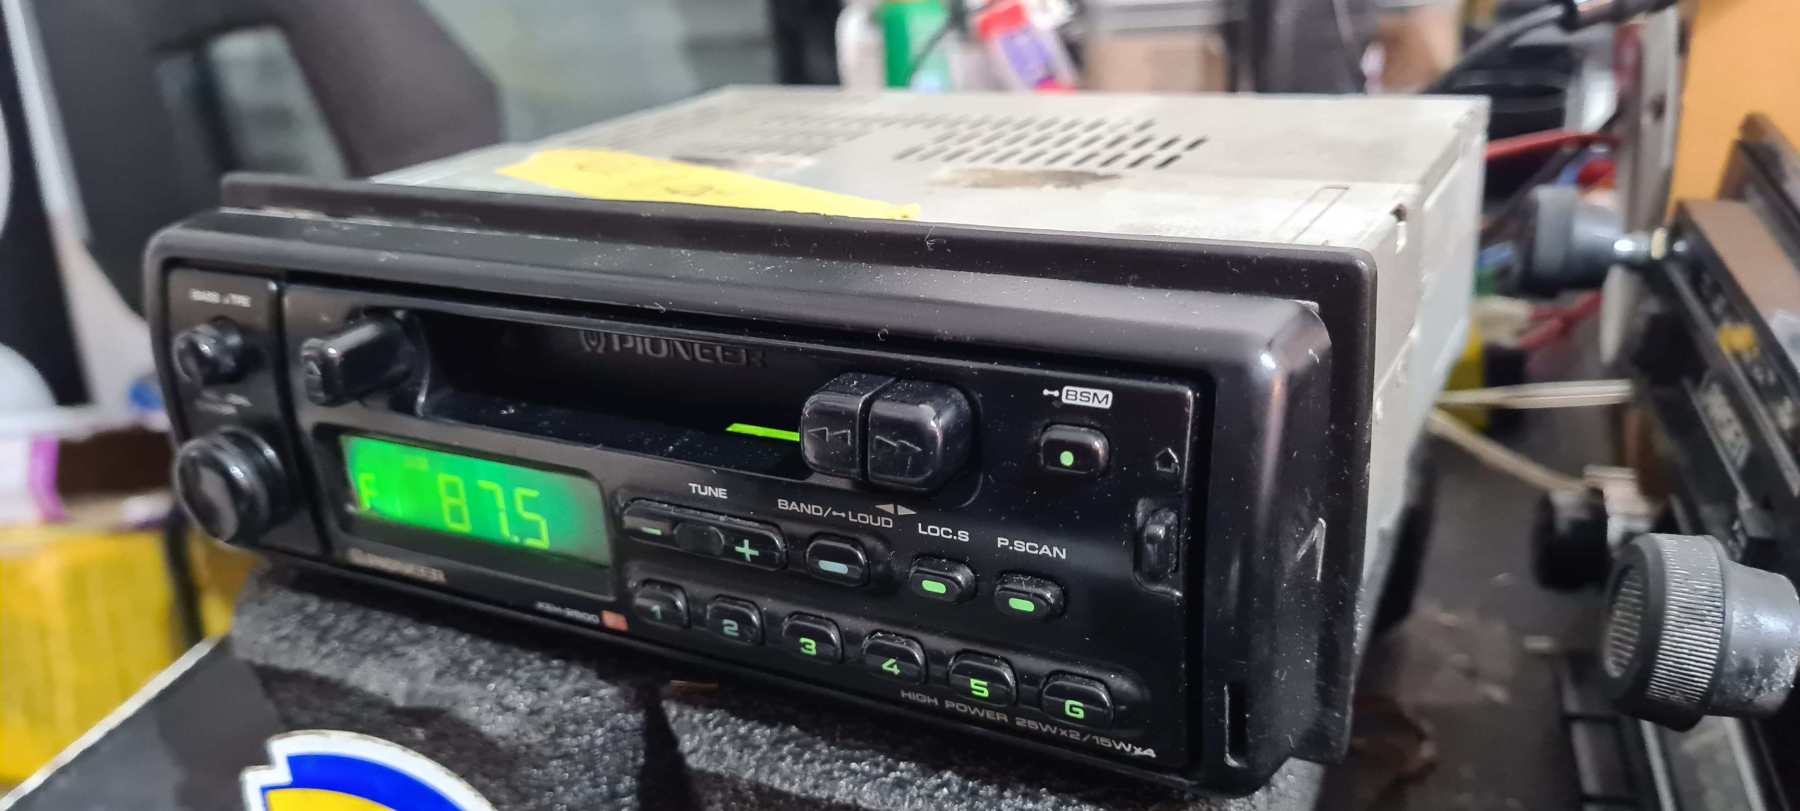 PIONEER
BSM
87.5
TUNE
BAND/ LOUD
LOC.S
P.SCAN
- +
1 2 3 4 5 6
HIGH POWER 25Wx2/15Wx4